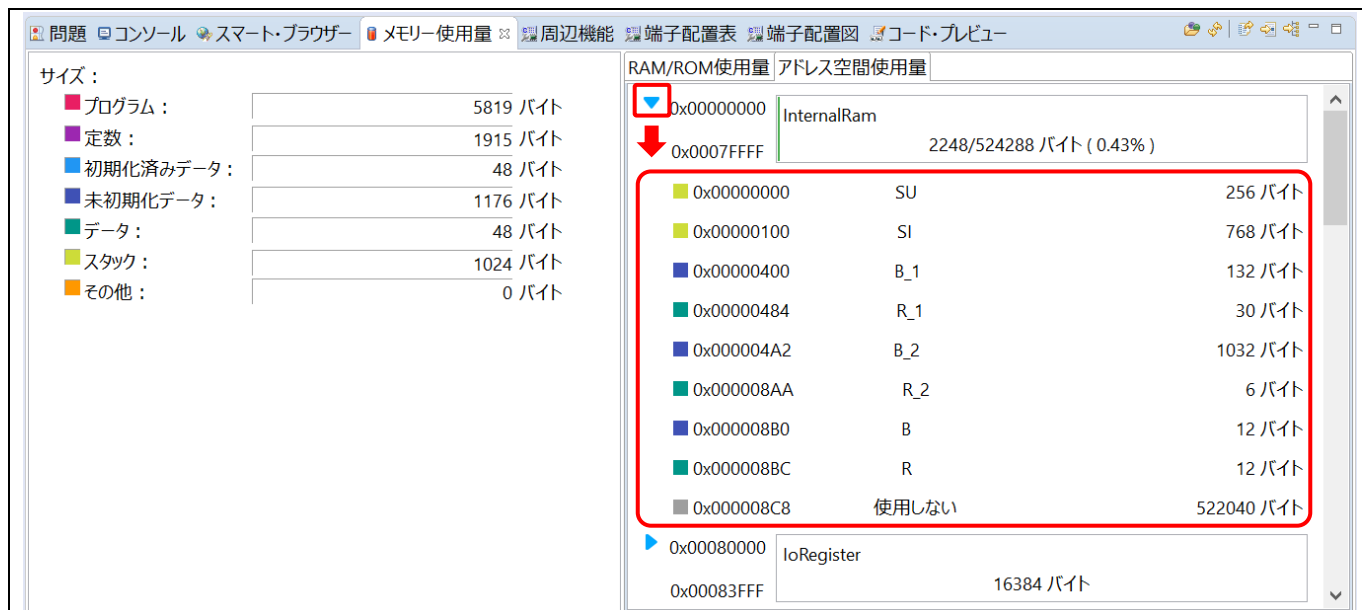 問題 コンソール スマート・ブラウザー メモリー使用量 周辺機能 端子配置表 端子配置図 コード・プレビュー
サイズ：
プログラム： 5819 バイト
定数： 1915 バイト
初期化済みデータ： 48 バイト
未初期化データ： 1176 バイト
データ： 48 バイト
スタック： 1024 バイト
その他： 0 バイト
RAM/ROM使用量 アドレス空間使用量
0x00000000 InternalRam
2248/524288 バイト ( 0.43% )
0x0007FFFF
0x00000000 SU 256 バイト
0x00000100 SI 768 バイト
0x00000400 B_1 132 バイト
0x00000484 R_1 30 バイト
0x000004A2 B_2 1032 バイト
0x000008AA R_2 6 バイト
0x000008B0 B 12 バイト
0x000008BC R 12 バイト
0x000008C8 使用しない 522040 バイト
0x00080000 IoRegister
16384 バイト
0x00083FFF